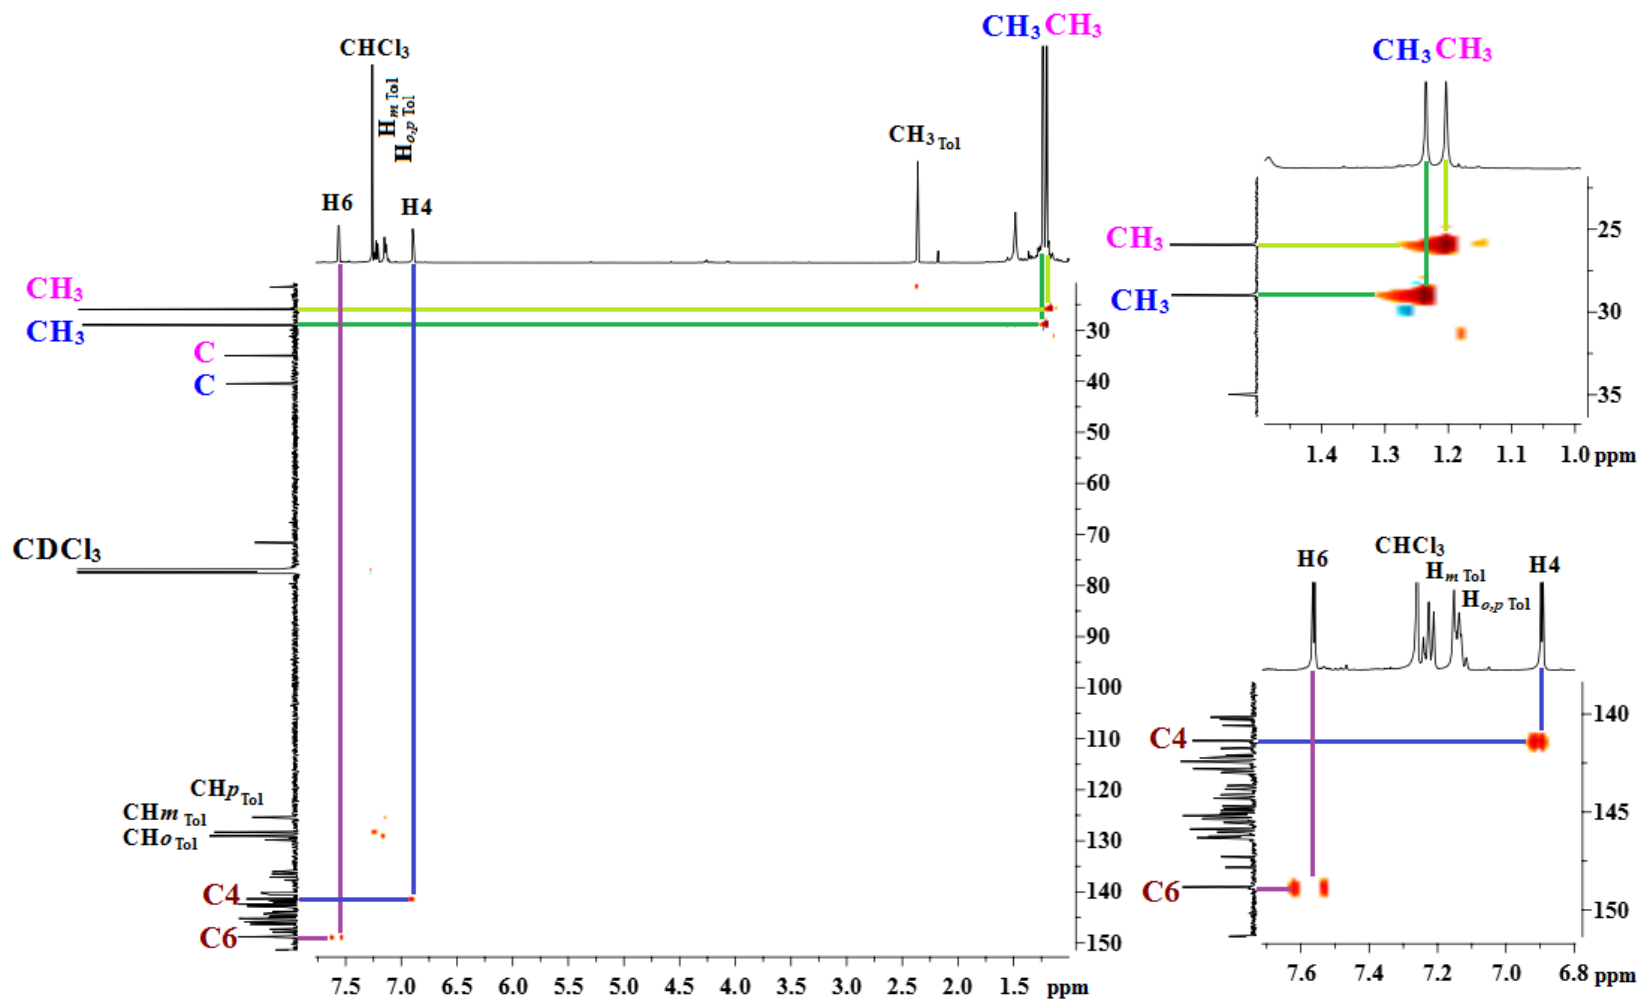 CH3 CH3
CHCl3
Hm Tol
Ho,p Tol
CH3 Tol
H6
H4
CH3
CH3
C
C
CDCl3
CHp Tol
CHm Tol
CHo Tol
C4
C6
30
40
50
60
70
80
90
100
110
120
130
140
150
7.5 7.0 6.5 6.0 5.5 5.0 4.5 4.0 3.5 3.0 2.5 2.0 1.5 ppm
CH3 CH3
CH3
CH3
25
30
35
1.4 1.3 1.2 1.1 1.0 ppm
H6
CHCl3
Hm Tol
Ho,p Tol
H4
C4
C6
140
145
150
7.6 7.4 7.2 7.0 6.8 ppm